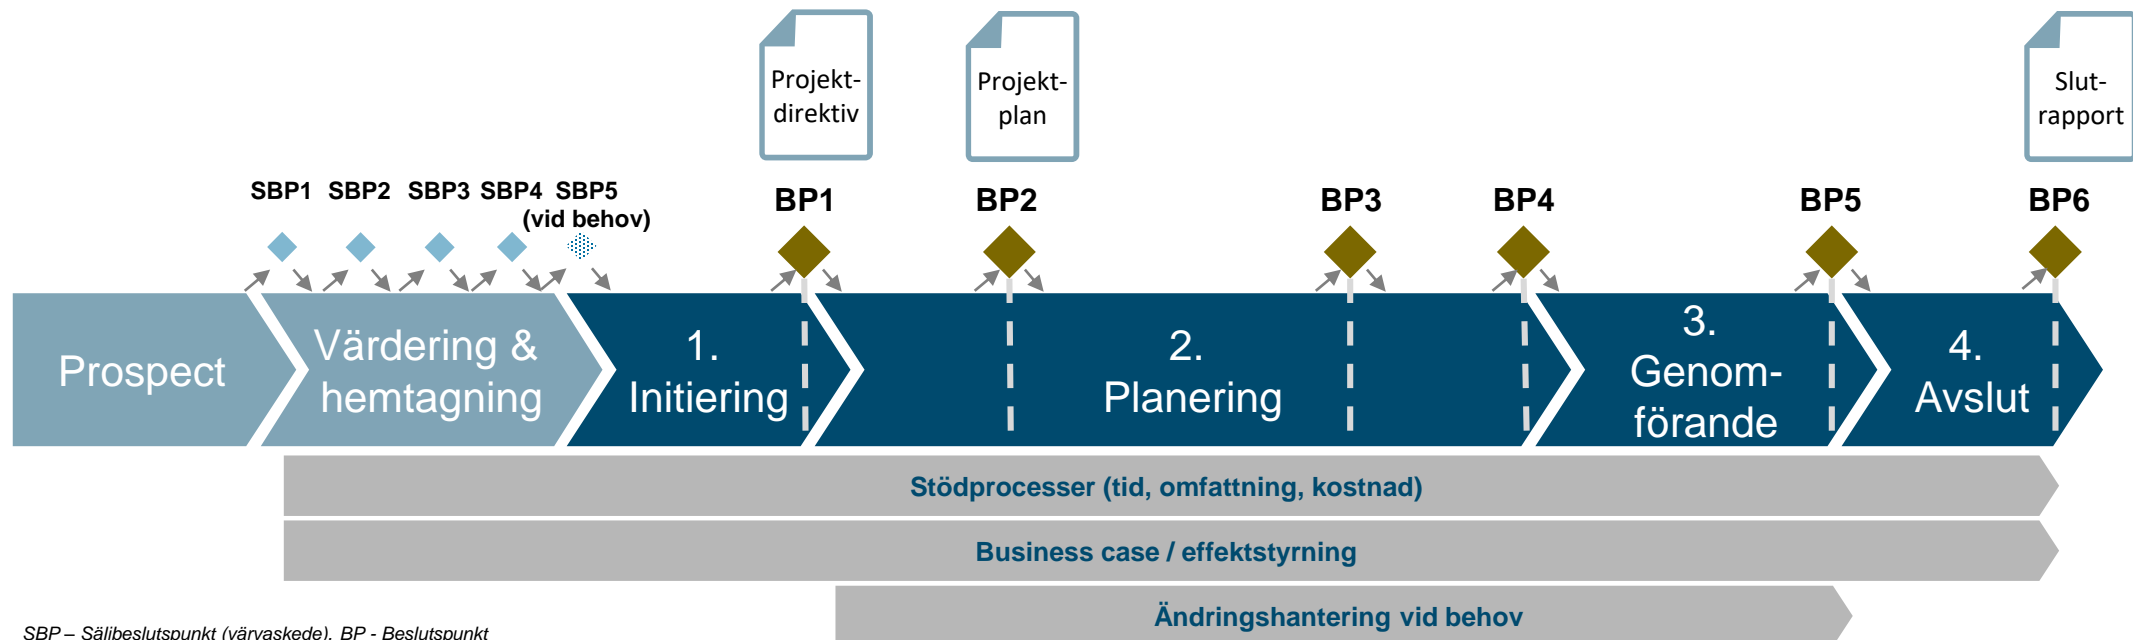 Projekt-
direktiv
Projekt-
plan
Slut-
rapport
SBP1 SBP2 SBP3 SBP4 SBP5
(vid behov)
BP1 BP2 BP3 BP4 BP5 BP6
Prospect
Värdering &
hemtagning
1.
Initiering
2.
Planering
3.
Genom-
förande
4.
Avslut
Stödprocesser (tid, omfattning, kostnad)
Business case / effektstyrning
Ändringshantering vid behov
SBP – Säljbeslutspunkt (värvaskede), BP - Beslutspunkt